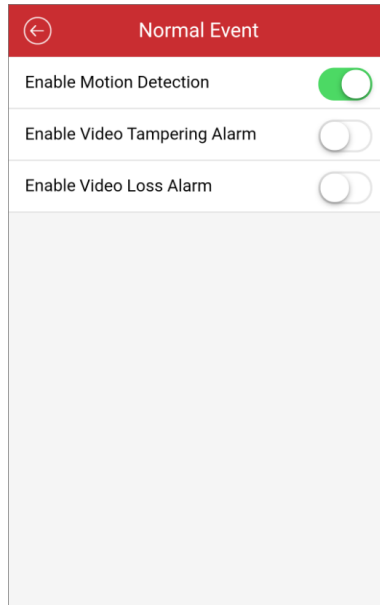 Normal Event
Enable Motion Detection
Enable Video Tampering Alarm
Enable Video Loss Alarm